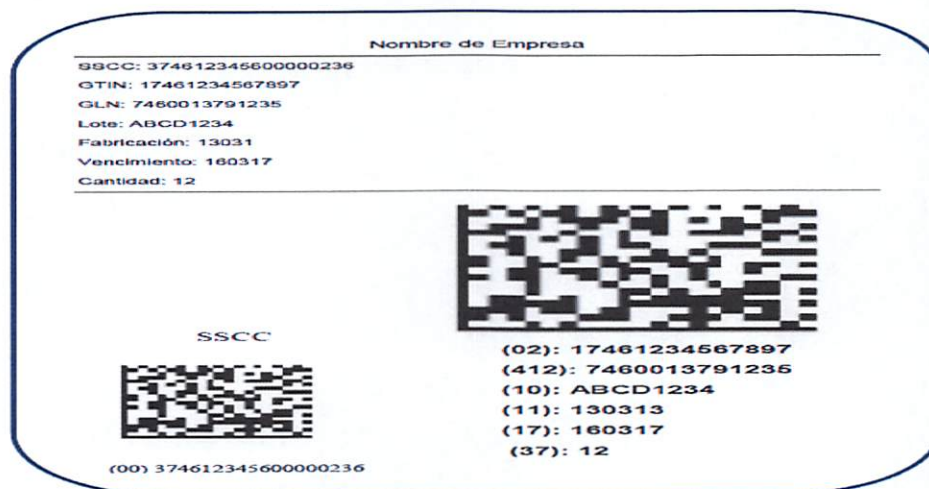 Nombre de Empresa
SSCC: 374612345600000236
GTIN: 17461234567897
GLN: 7460013791235
Lote: ABCD1234
Fabricación: 13031
Vencimiento: 160317
Cantidad: 12
SSCC
(00) 374612345600000236
(02): 17461234567897
(412): 7460013791235
(10): ABCD1234
(11): 130313
(17): 160317
(37): 12